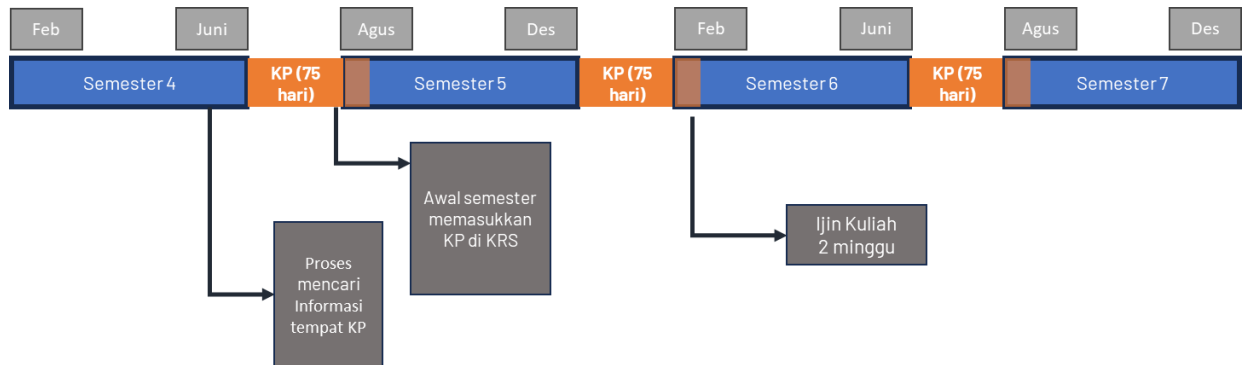 Feb
Juni
Agus
Des
Feb
Juni
Agus
Des
Semester 4
KP (75
hari)
Semester 5
KP (75
hari)
Semester 6
KP (75
hari)
Semester 7
Awal semester
memasukkan
KP di KRS
Ijin Kuliah
2 minggu
Proses
mencari
Informasi
tempat KP